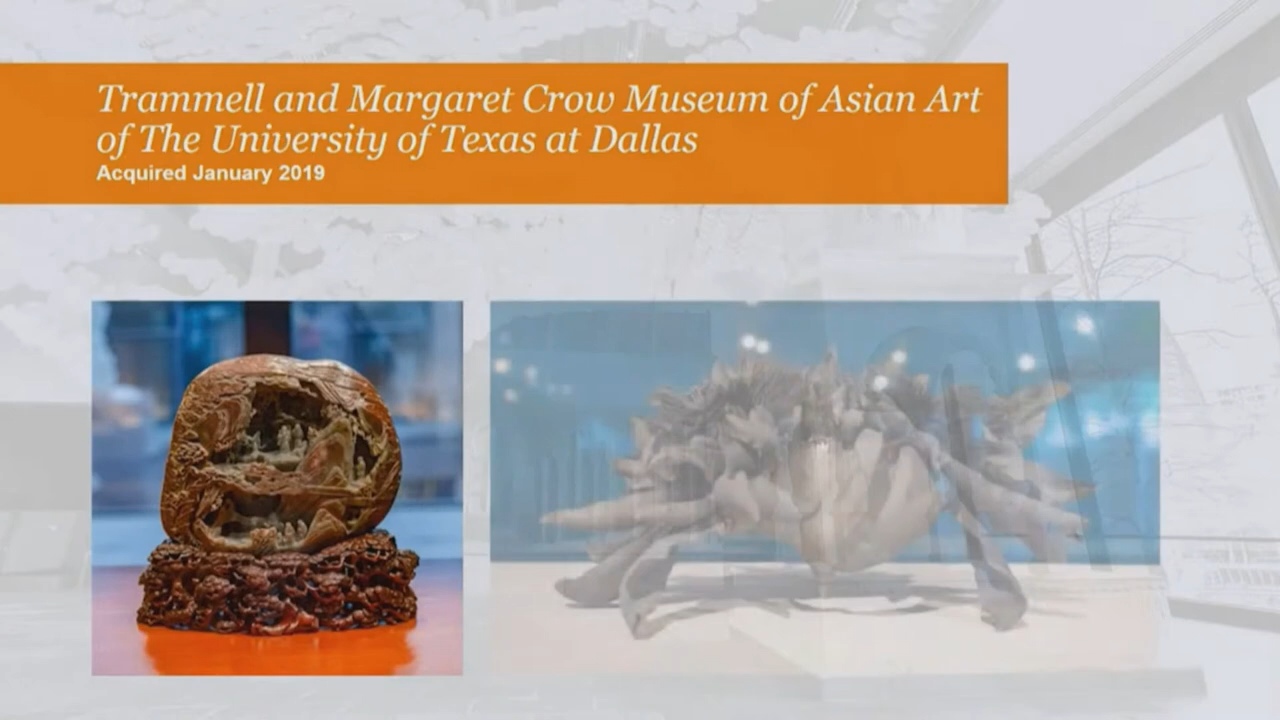 Trammell and Margaret Crow Museum of Asian Art
of The University of Texas at Dallas
Acquired January 2019